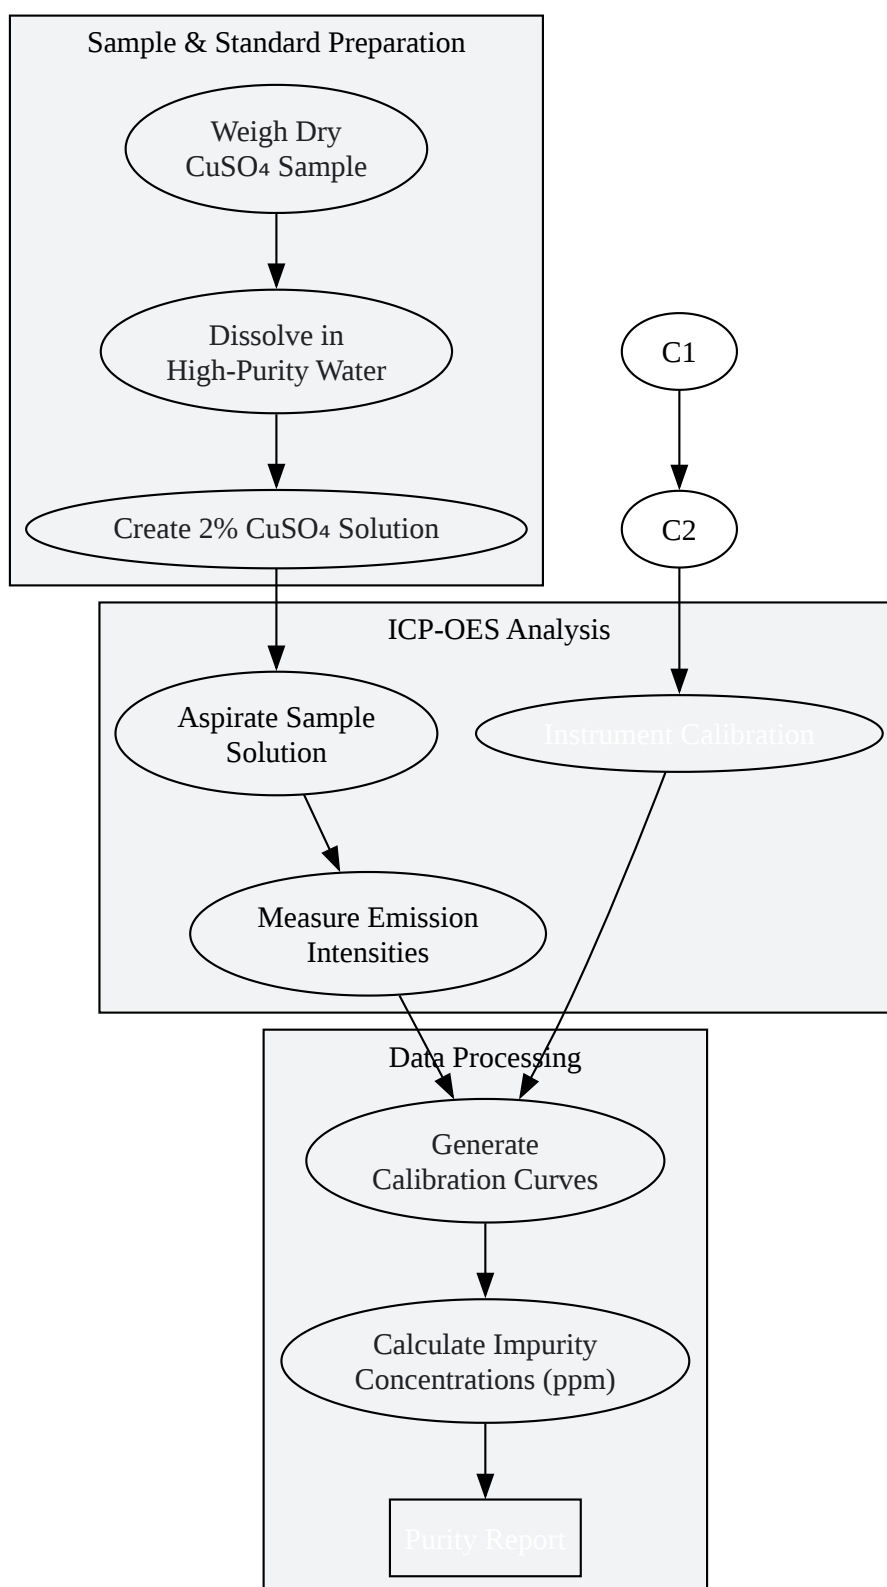 Sample & Standard Preparation
Weigh Dry
CuSO₄ Sample
Dissolve in
High-Purity Water
C1
Create 2% CuSO₄ Solution
C2
ICP-OES Analysis
Aspirate Sample
Solution
Instrument Calibration
Measure Emission
Intensities
Data Processing
Generate
Calibration Curves
Calculate Impurity
Concentrations (ppm)
Purity Report